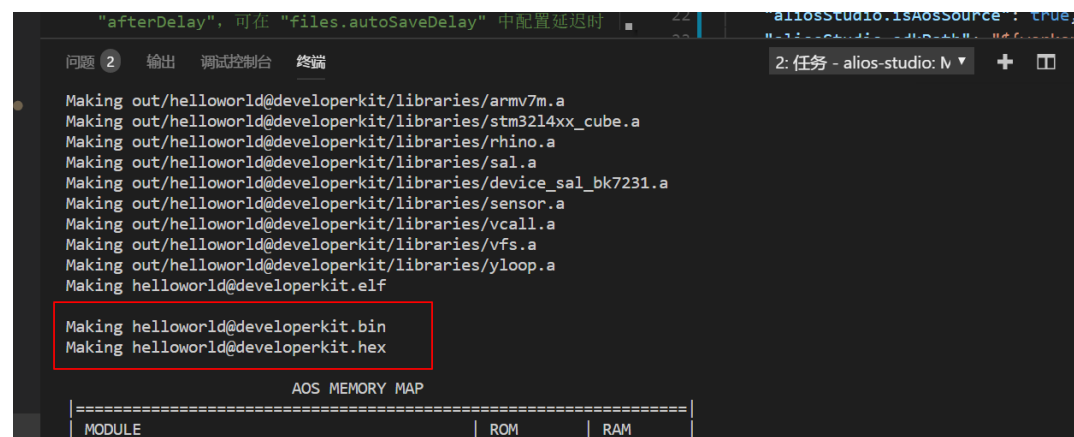 "afterDelay", 可在 "files.autoSaveDelay" 中配置延迟时
22 "aliosStudio.isAosSource": true,
问题 2 输出 调试控制台 终端 2: 任务 - alios-studio: M
Making out/helloworld@developerkit/libraries/armv7m.a
Making out/helloworld@developerkit/libraries/stm32l4xx_cube.a
Making out/helloworld@developerkit/libraries/rhino.a
Making out/helloworld@developerkit/libraries/sal.a
Making out/helloworld@developerkit/libraries/device_sal_bk7231.a
Making out/helloworld@developerkit/libraries/sensor.a
Making out/helloworld@developerkit/libraries/vcall.a
Making out/helloworld@developerkit/libraries/vfs.a
Making out/helloworld@developerkit/libraries/yloop.a
Making helloworld@developerkit.elf
Making helloworld@developerkit.bin
Making helloworld@developerkit.hex
AOS MEMORY MAP
|=================================================================|
| MODULE | ROM | RAM |